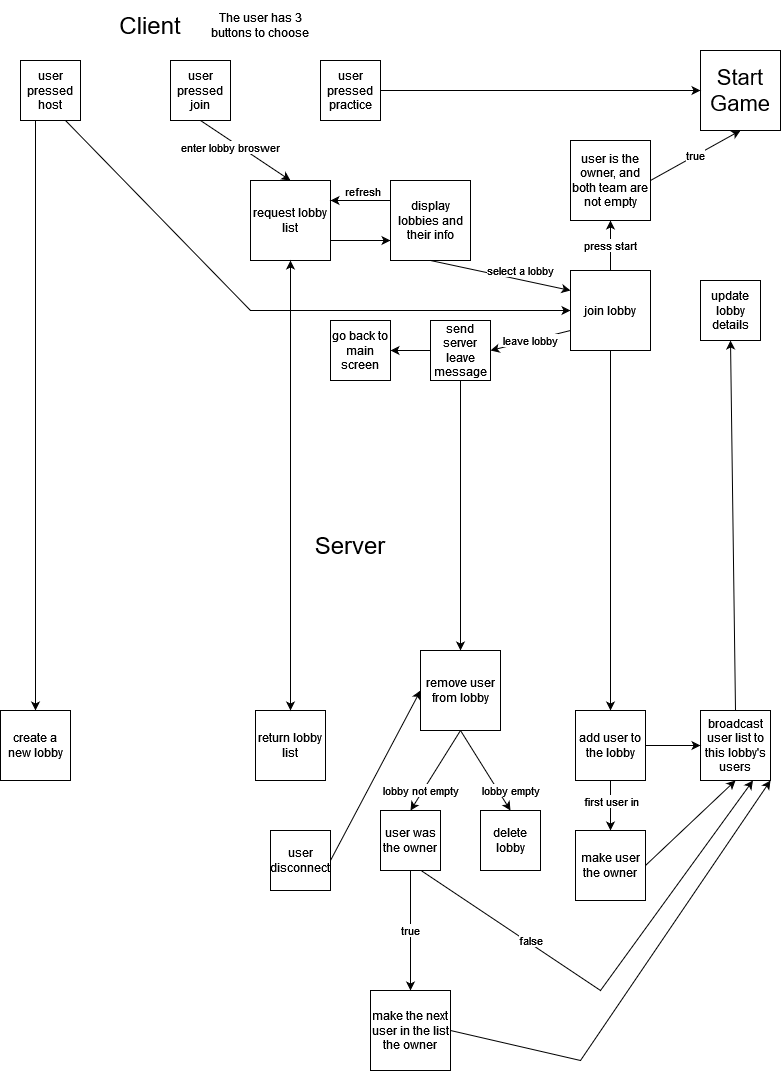 Client
The user has 3
buttons to choose
user
pressed
host
user
pressed
join
user
pressed
practice
Start
Game
enter lobby broswer
user is the
owner, and
both team are
not empty
true
request lobby
list
refresh
display
lobbies and
their info
press start
select a lobby
join lobby
update
lobby
details
go back to
main
screen
send
server
leave
message
leave lobby
Server
remove user
from lobby
create a
new lobby
return lobby
list
add user to
the lobby
broadcast
user list to
this lobby's
users
lobby not empty
lobby empty
first user in
user
disconnect
user was
the owner
delete
lobby
make user
the owner
true
false
make the next
user in the list
the owner